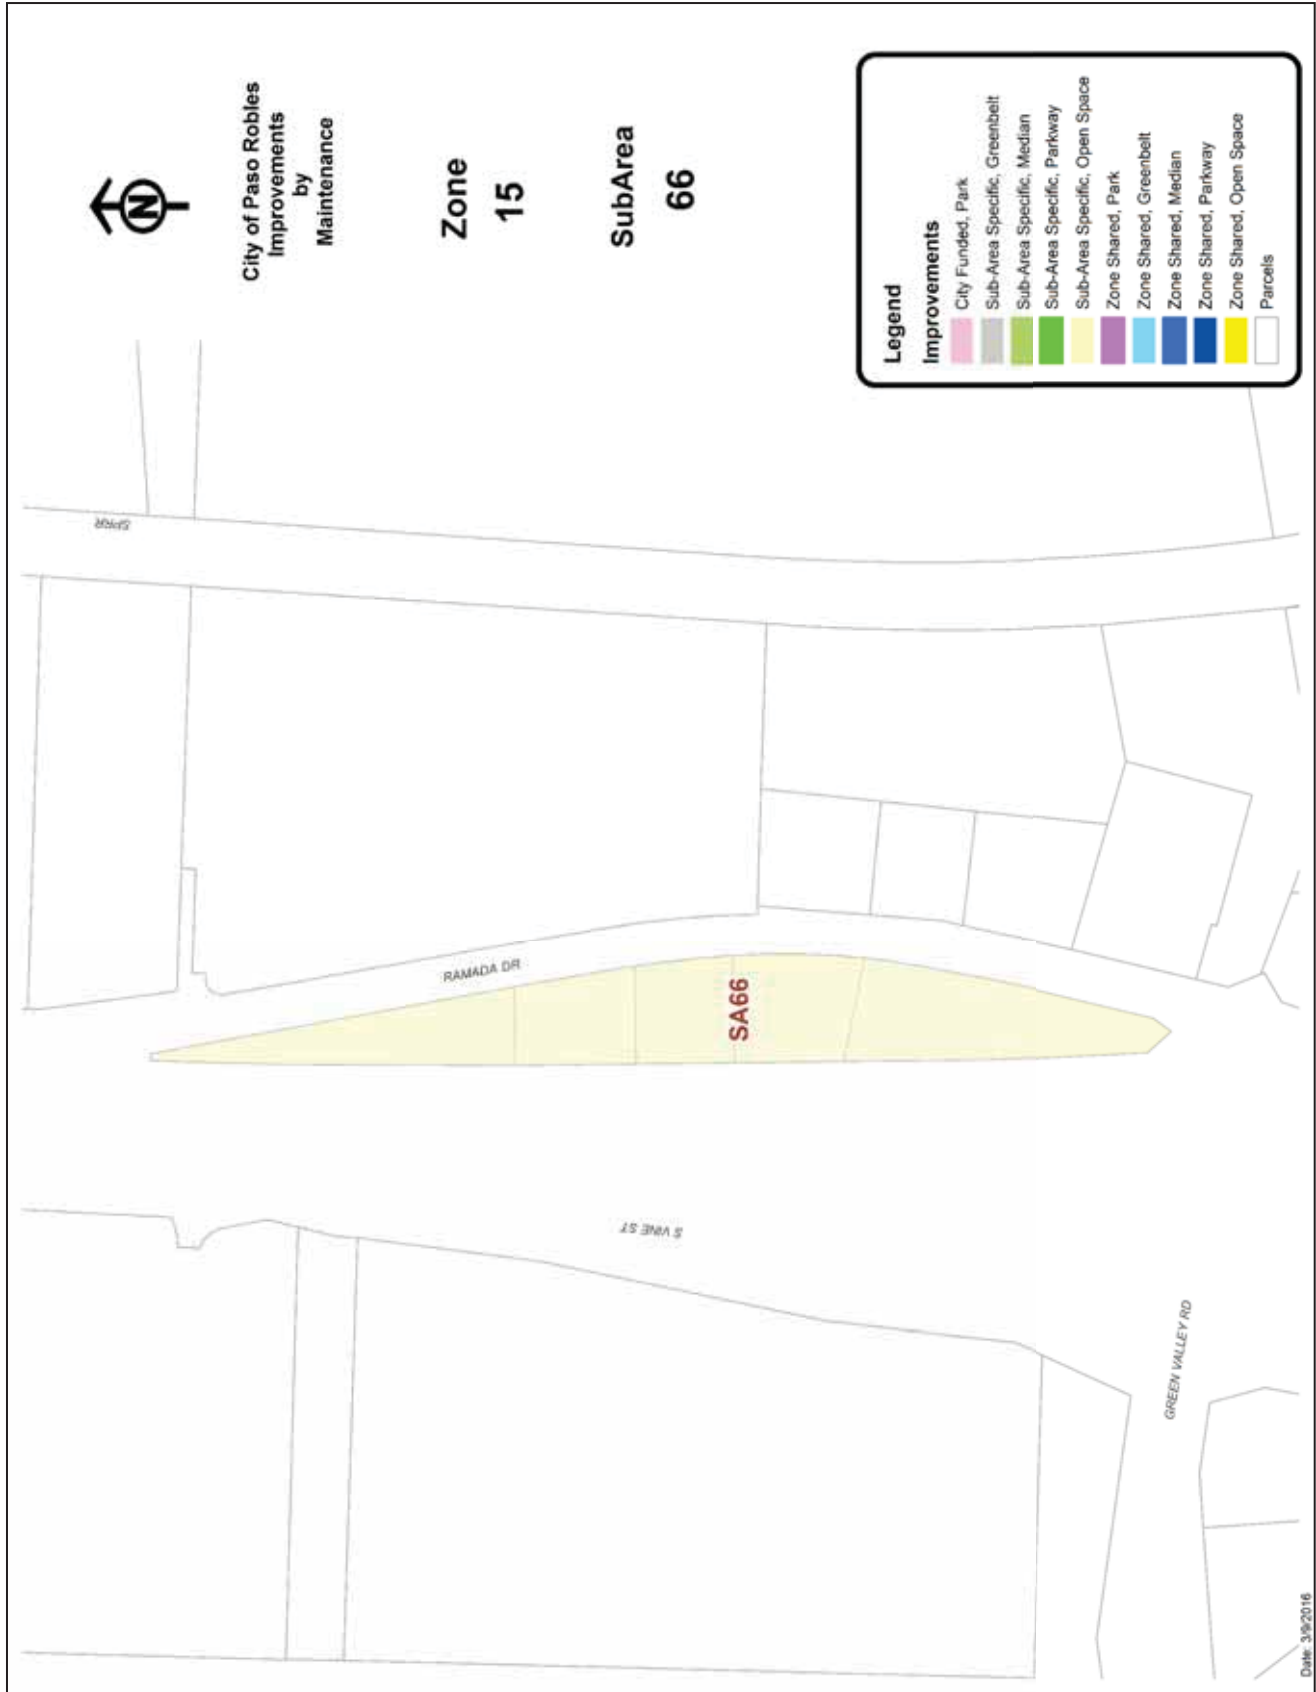 N
City of Paso Robles
Improvements
by
Maintenance
Zone
15
SubArea
66
SPRR
RAMADA DR
SA66
S VINE ST
GREEN VALLEY RD
Legend
Improvements
City Funded, Park
Sub-Area Specific, Greenbelt
Sub-Area Specific, Median
Sub-Area Specific, Parkway
Sub-Area Specific, Open Space
Zone Shared, Park
Zone Shared, Greenbelt
Zone Shared, Median
Zone Shared, Parkway
Zone Shared, Open Space
Parcels
Date: 3/9/2016